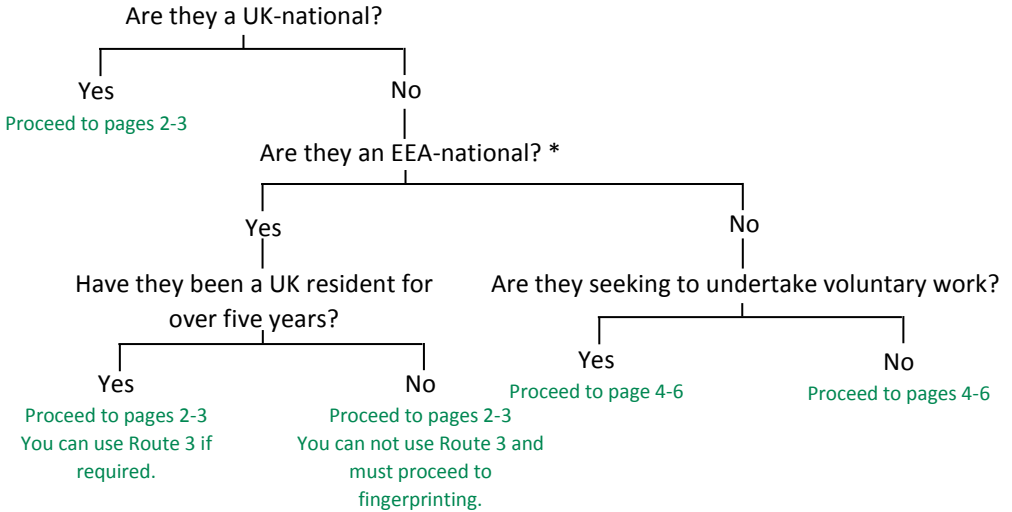 Are they a UK-national?
Yes
No
Proceed to pages 2-3
Are they an EEA-national? *
Yes
No
Have they been a UK resident for
over five years?
Are they seeking to undertake voluntary work?
Yes
No
Proceed to pages 2-3
You can use Route 3 if
required.
Proceed to pages 2-3
You can not use Route 3 and
must proceed to
fingerprinting.
Yes
No
Proceed to page 4-6
Proceed to pages 4-6